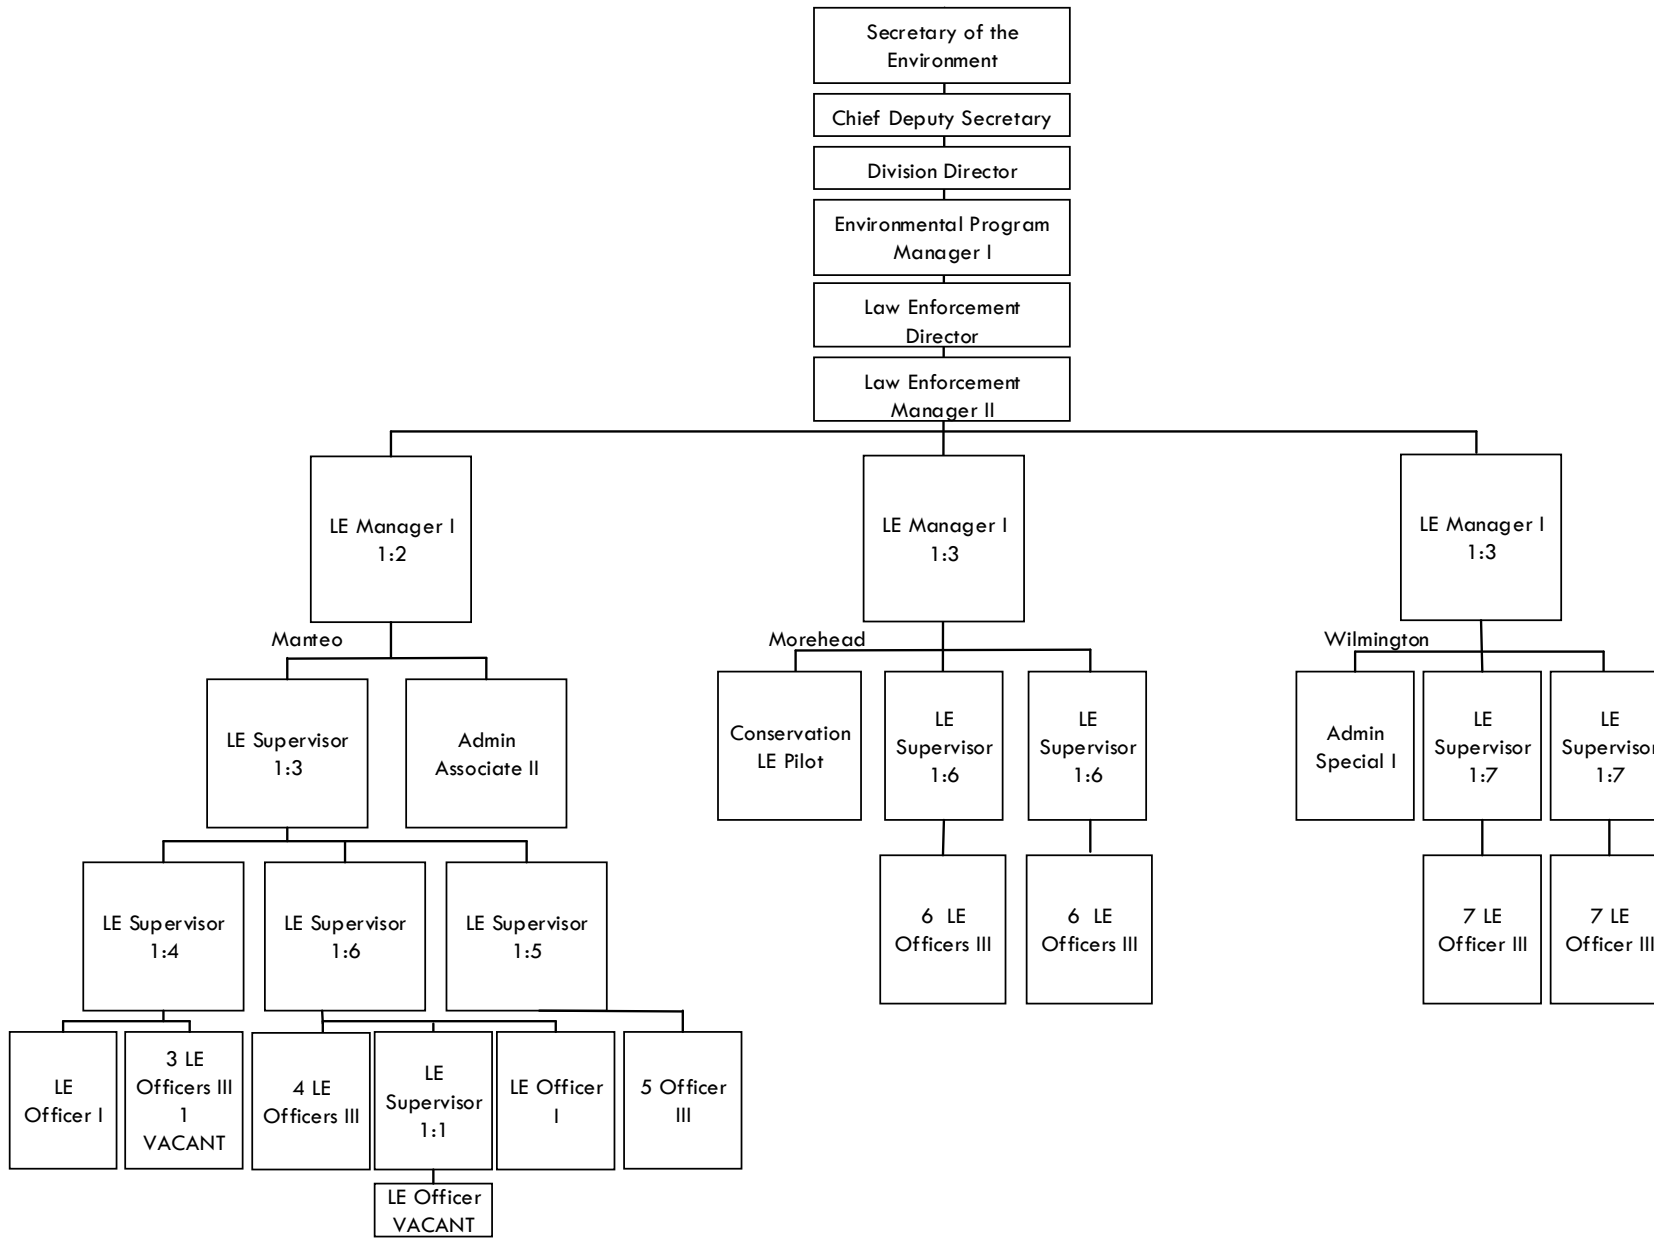 Secretary of the
Environment
Chief Deputy Secretary
Division Director
Environmental Program
Manager I
Law Enforcement
Director
Law Enforcement
Manager II
LE Manager I
1:2
LE Manager I
1:3
LE Manager I
1:3
Manteo
Morehead
Wilmington
LE Supervisor
1:3
Admin
Associate II
Conservation
LE Pilot
LE
Supervisor
1:6
LE
Supervisor
1:6
Admin
Special I
LE
Supervisor
1:7
LE
Supervisor
1:7
LE Supervisor
1:4
LE Supervisor
1:6
LE Supervisor
1:5
6 LE
Officers III
6 LE
Officers III
7 LE
Officer III
7 LE
Officer III
LE
Officer I
3 LE
Officers III
1
VACANT
4 LE
Officers III
LE
Supervisor
1:1
LE Officer
I
5 Officer
III
LE Officer
VACANT